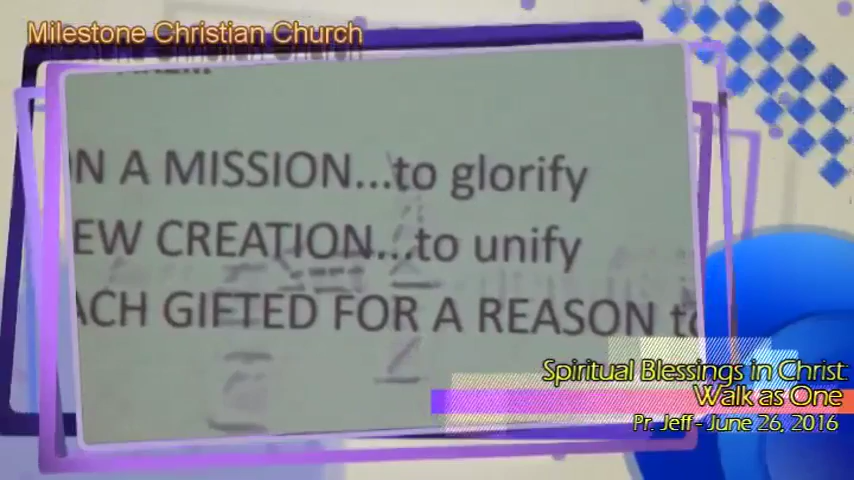 Milestone Christian Church
N A MISSION...to glorify
EW CREATION...to unify
ACH GIFTED FOR A REASON to
Spiritual Blessings in Christ:
Walk as One
Pr. Jeff - June 26, 2016